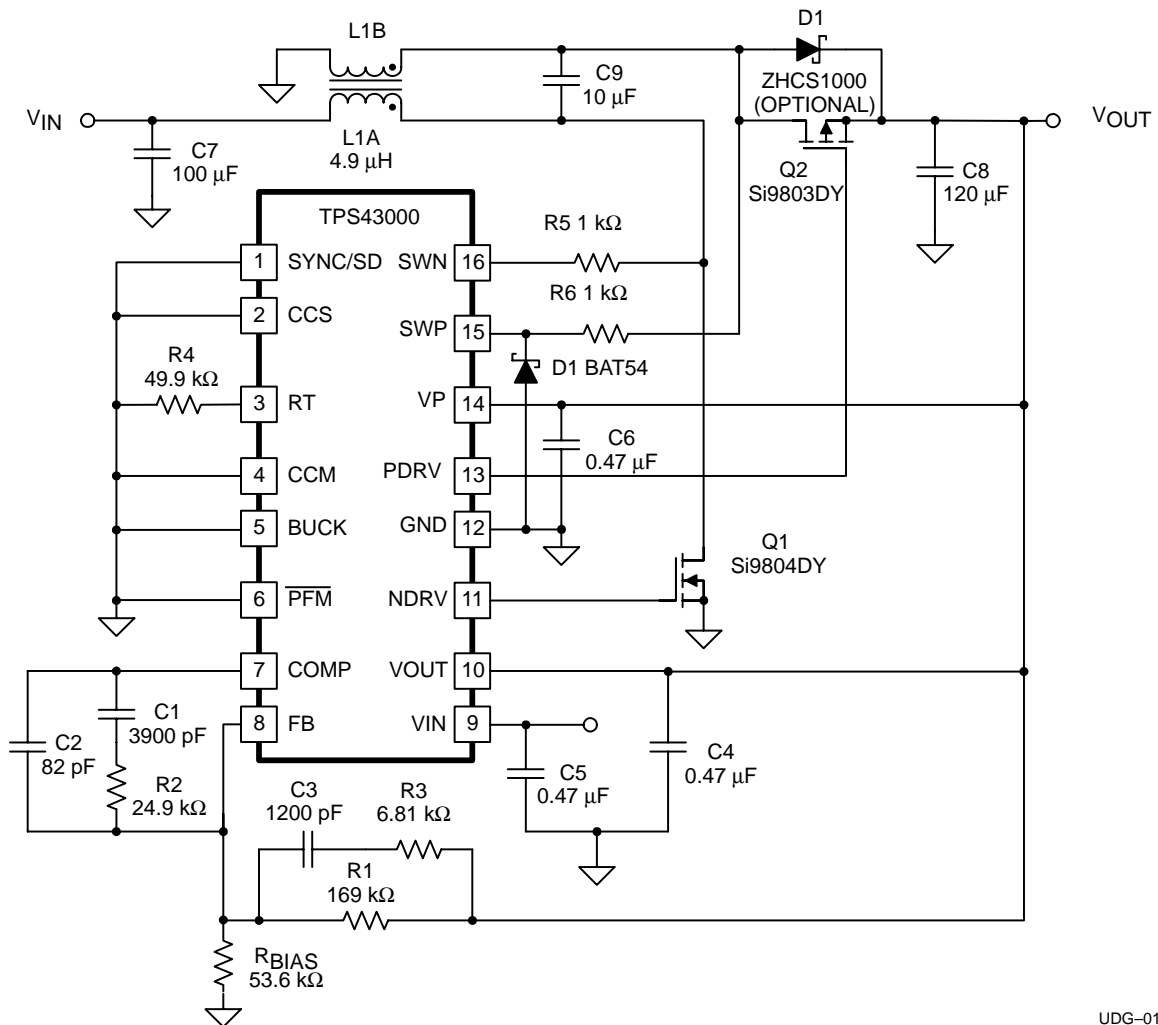 L1B
D1
C9
10 µF
ZHCS1000
(OPTIONAL)
VIN
VOUT
L1A
4.9 µH
C7
100 µF
Q2
Si9803DY
C8
120 µF
TPS43000
R5 1 kΩ
1 SYNC/SD
SWN 16
R6 1 kΩ
2 CCS
SWP 15
R4
49.9 kΩ
D1 BAT54
3 RT
VP 14
C6
0.47 µF
4 CCM
PDRV 13
5 BUCK
GND 12
Q1
Si9804DY
6 PFM
NDRV 11
7 COMP
VOUT 10
C1
3900 pF
8 FB
VIN 9
C2
82 pF
C4
0.47 µF
C5
0.47 µF
R2
24.9 kΩ
C3
1200 pF
R3
6.81 kΩ
R1
169 kΩ
RBIAS
53.6 kΩ
UDG–01